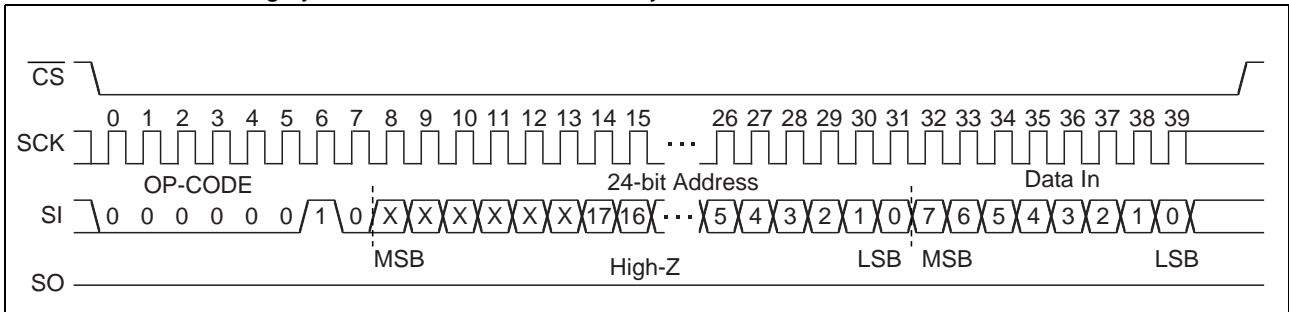 CS
0 1 2 3 4 5 6 7 8 9 10 11 12 13 14 15 26 27 28 29 30 31 32 33 34 35 36 37 38 39
SCK ···
OP-CODE 24-bit Address Data In
SI 0 0 0 0 0 0 1 0 X X X X X X 17 16 ··· 5 4 3 2 1 0 7 6 5 4 3 2 1 0
MSB High-Z LSB MSB LSB
SO